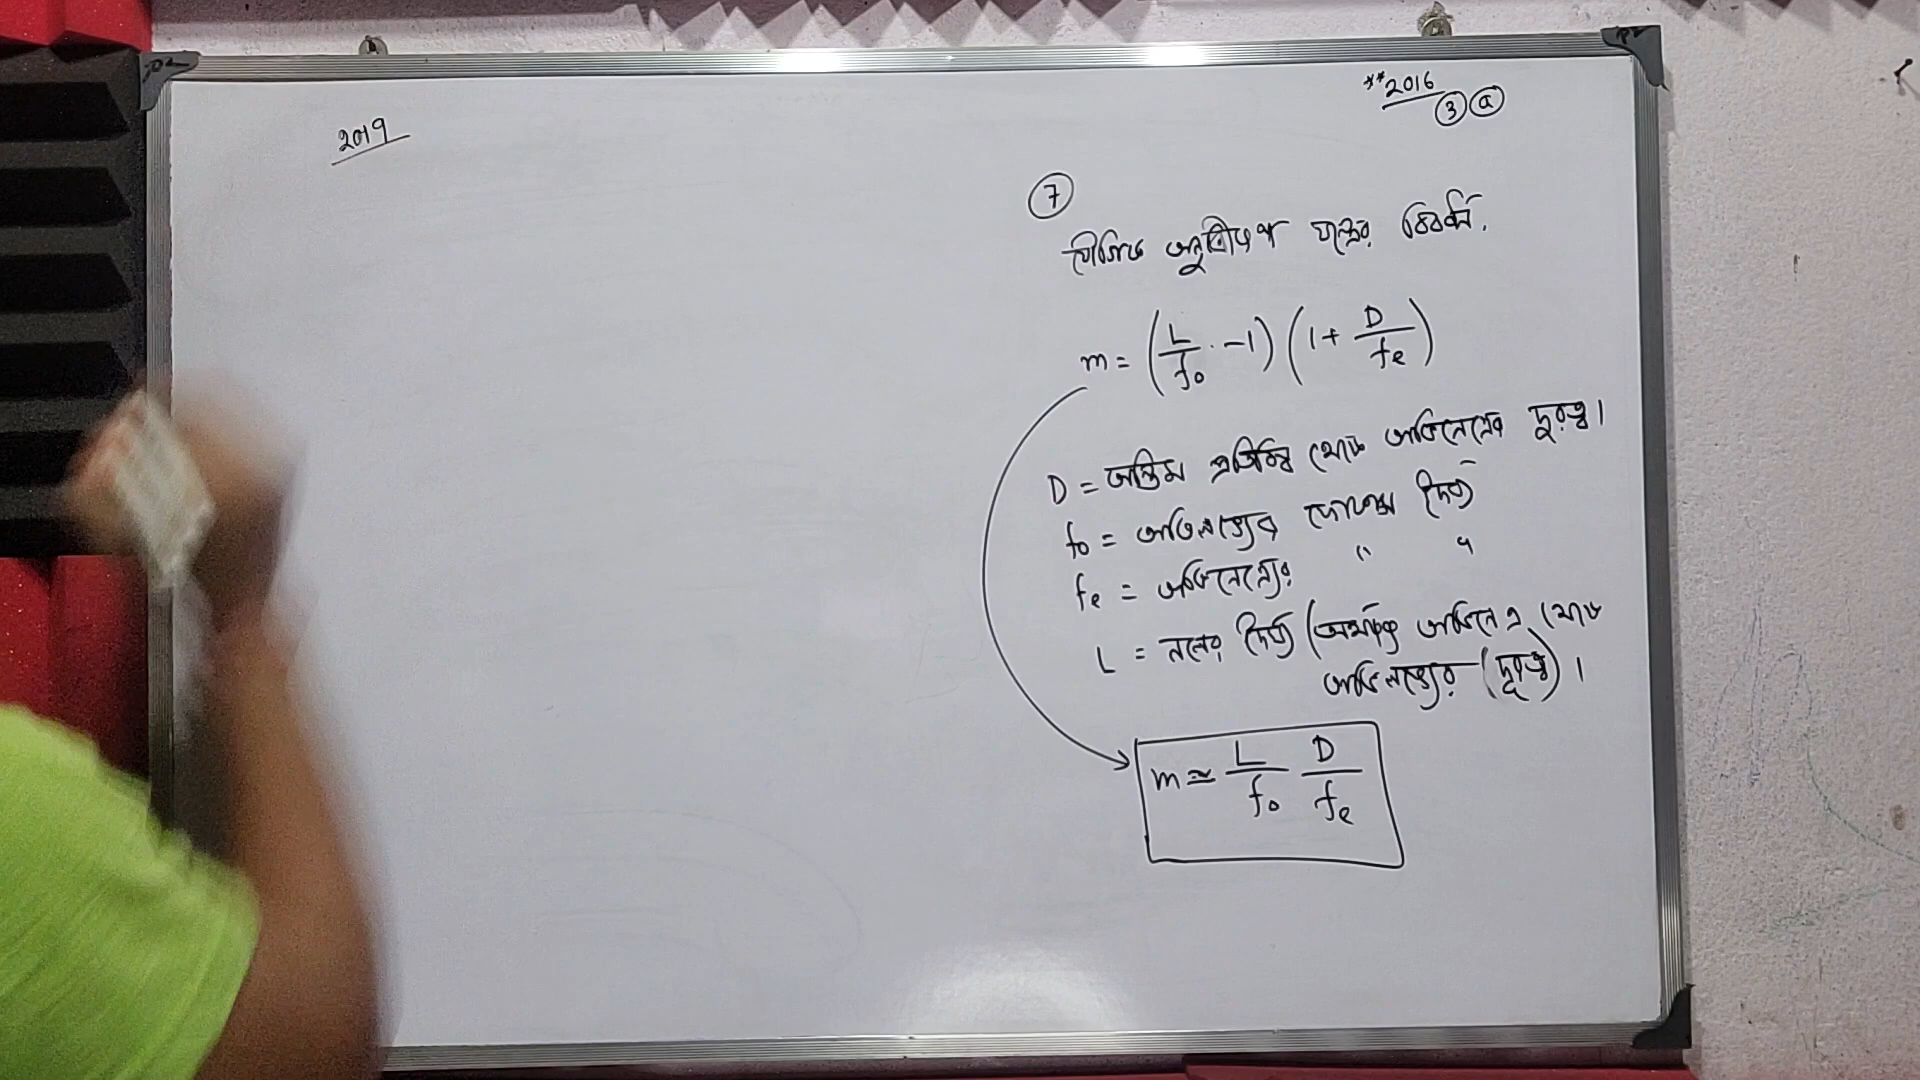 2019
**2016
3 a
7
যৌগিক অনুবীক্ষণ যন্ত্রের বিবর্ধন.
m = (L/f₀ - 1) (1 + D/fₑ)
D = অন্তিম প্রতিবিম্ব থেকে অভিনেত্রের দূরত্ব।
f₀ = অভিলক্ষ্যের ফোকাস দৈর্ঘ্য
fₑ = অভিনেত্রের " "
L = নলের দৈর্ঘ্য (অর্থাৎ অভিনেত্র থেকে
অভিলক্ষ্যের দূরত্ব)।
m ≃ L/f₀ D/fₑ